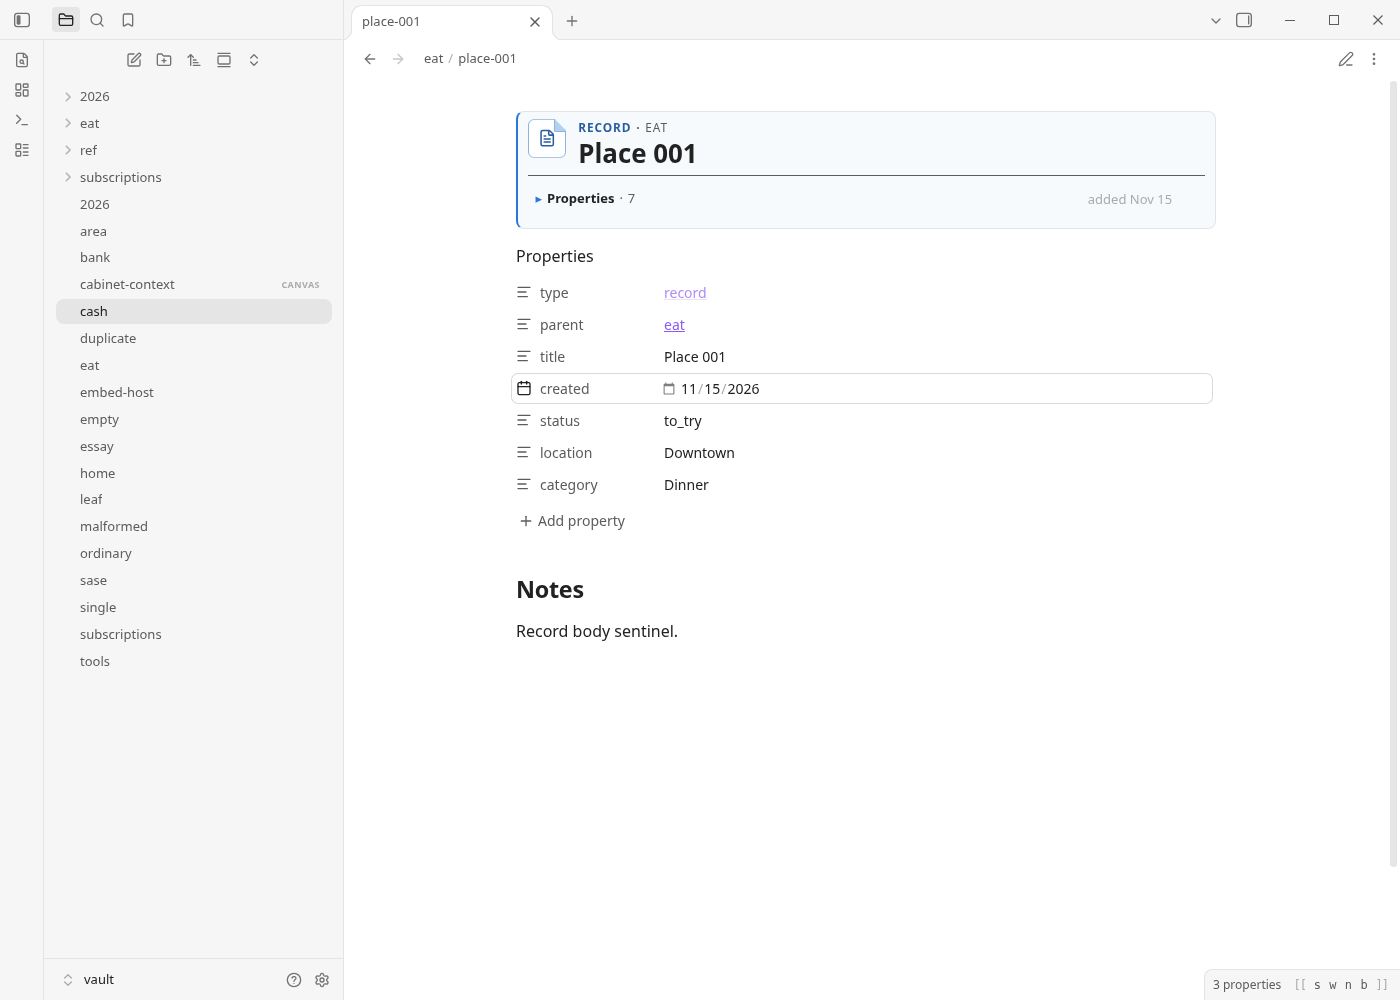 place-001
eat / place-001
2026
eat
ref
subscriptions
2026
area
bank
cabinet-context CANVAS
cash
duplicate
eat
embed-host
empty
essay
home
leaf
malformed
ordinary
sase
single
subscriptions
tools
vault
RECORD · EAT
Place 001
Properties · 7
added Nov 15
Properties
type record
parent eat
title Place 001
created 11/15/2026
status to_try
location Downtown
category Dinner
Add property
Notes
Record body sentinel.
3 properties [[ s w n b ]]